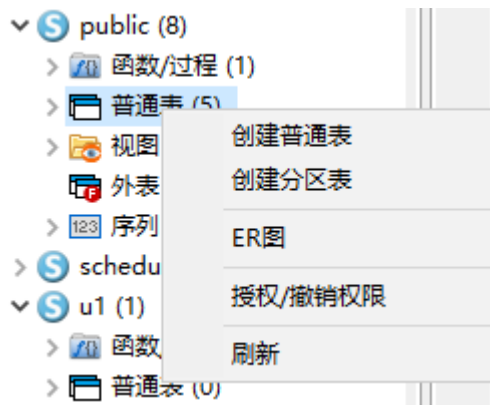 public (8)
函数/过程 (1)
普通表 (5)
视图
外表
序列
schedu
u1 (1)
函数
普通表 (0)
创建普通表
创建分区表
ER图
授权/撤销权限
刷新